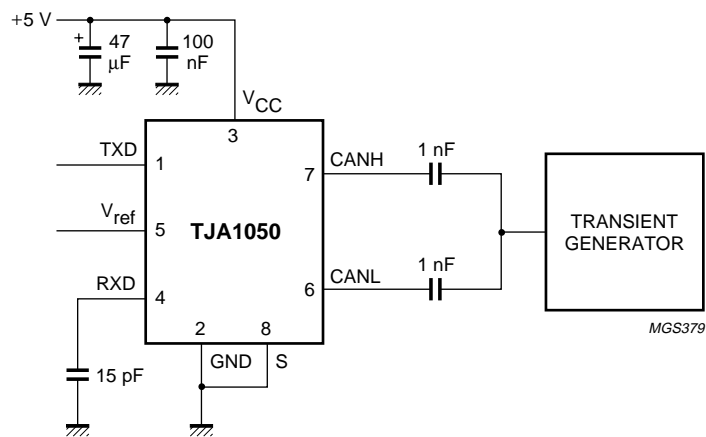 +5 V
+
47
μF
100
nF
VCC
3
TXD
1
7
CANH
1 nF
Vref
5
TJA1050
TRANSIENT
GENERATOR
RXD
4
6
CANL
1 nF
MGS379
2
8
GND
S
15 pF